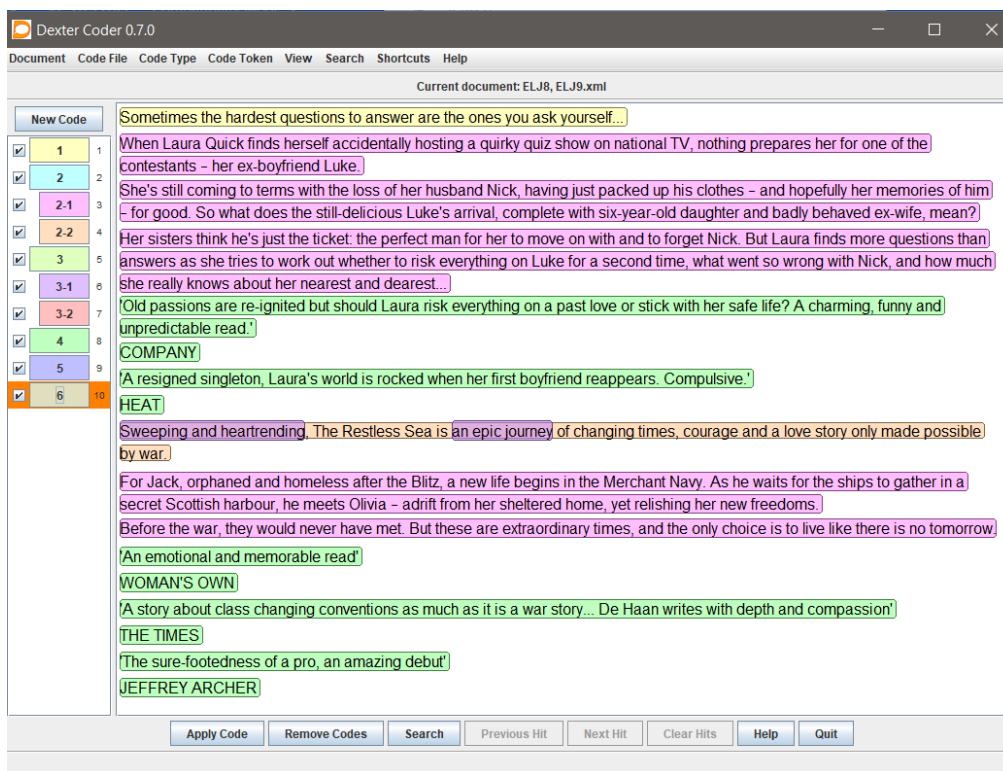 Dexter Coder 0.7.0
Document Code File Code Type Code Token View Search Shortcuts Help
Current document: ELJ8, ELJ9.xml
New Code
1 1
2 2
2-1 3
2-2 4
3 5
3-1 6
3-2 7
4 8
5 9
6 10
Sometimes the hardest questions to answer are the ones you ask yourself...
When Laura Quick finds herself accidentally hosting a quirky quiz show on national TV, nothing prepares her for one of the
contestants – her ex-boyfriend Luke.
She's still coming to terms with the loss of her husband Nick, having just packed up his clothes – and hopefully her memories of him
– for good. So what does the still-delicious Luke's arrival, complete with six-year-old daughter and badly behaved ex-wife, mean?
Her sisters think he's just the ticket: the perfect man for her to move on with and to forget Nick. But Laura finds more questions than
answers as she tries to work out whether to risk everything on Luke for a second time, what went so wrong with Nick, and how much
she really knows about her nearest and dearest...
'Old passions are re-ignited but should Laura risk everything on a past love or stick with her safe life? A charming, funny and
unpredictable read.'
COMPANY
'A resigned singleton, Laura's world is rocked when her first boyfriend reappears. Compulsive.'
HEAT
Sweeping and heartrending, The Restless Sea is an epic journey of changing times, courage and a love story only made possible
by war.
For Jack, orphaned and homeless after the Blitz, a new life begins in the Merchant Navy. As he waits for the ships to gather in a
secret Scottish harbour, he meets Olivia – adrift from her sheltered home, yet relishing her new freedoms.
Before the war, they would never have met. But these are extraordinary times, and the only choice is to live like there is no tomorrow.
'An emotional and memorable read'
WOMAN'S OWN
'A story about class changing conventions as much as it is a war story... De Haan writes with depth and compassion'
THE TIMES
'The sure-footedness of a pro, an amazing debut'
JEFFREY ARCHER
Apply Code Remove Codes Search Previous Hit Next Hit Clear Hits Help Quit